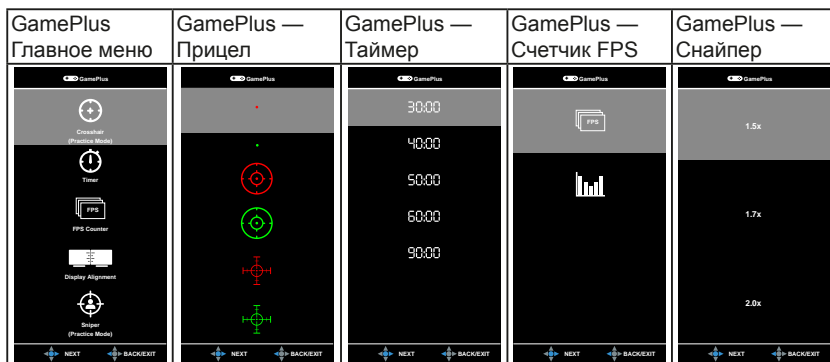 GamePlus
Главное меню
GamePlus —
Прицел
GamePlus —
Таймер
GamePlus —
Счетчик FPS
GamePlus —
Снайпер
GamePlus
Crosshair
(Practice Mode)
Timer
FPS
FPS Counter
Display Alignment
Sniper
(Practice Mode)
NEXT BACK/EXIT
GamePlus
NEXT BACK/EXIT
GamePlus
30:00
40:00
50:00
60:00
90:00
NEXT BACK/EXIT
GamePlus
FPS
NEXT BACK/EXIT
GamePlus
1.5x
1.7x
2.0x
NEXT BACK/EXIT